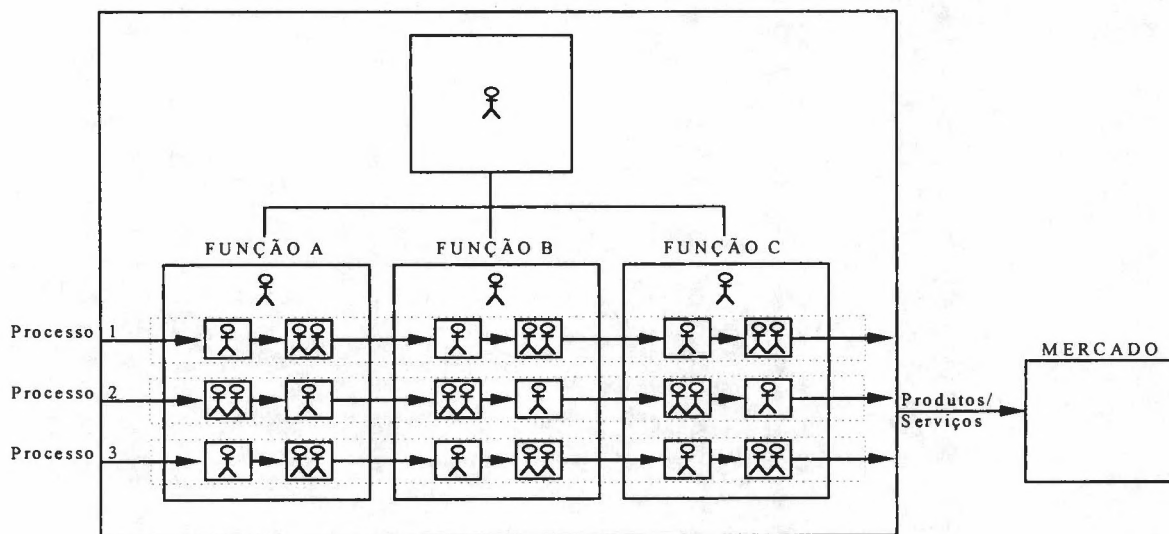 FUNÇÃO A
FUNÇÃO B
FUNÇÃO C
Processo 1
Processo 2
Processo 3
MERCADO
Produtos/
Serviços